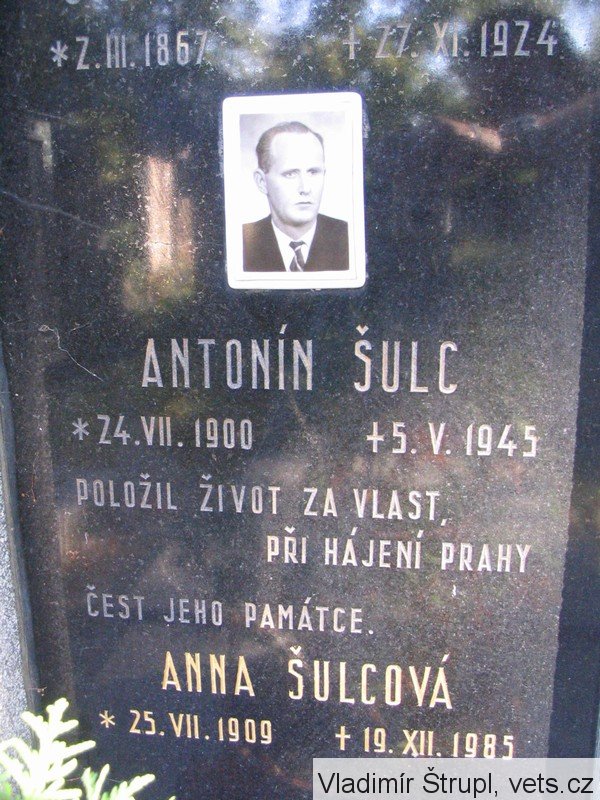 *2.III.1867 +27.XI.1924
ANTONÍN ŠULC
*24.VII.1900 +5.V.1945
POLOŽIL ŽIVOT ZA VLAST,
PŘI HÁJENÍ PRAHY
ČEST JEHO PAMÁTCE.
ANNA ŠULCOVÁ
* 25.VII.1909 + 19.XII.1985
Vladimír Štrupl, vets.cz